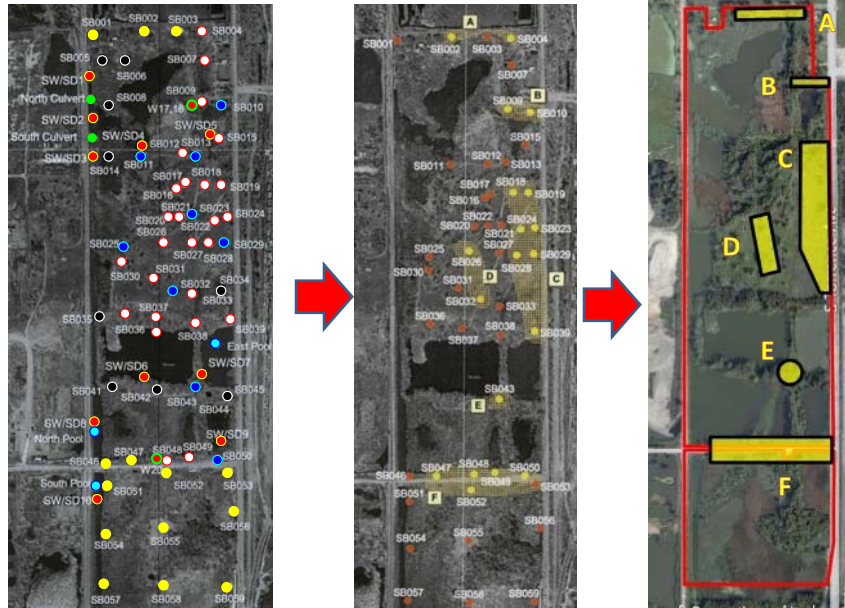 SB001
SB002
SB003
SB004
SB005
SB006
SB007
SW/SD1
North Culvert
SB008
SB009
W17,18
SB010
SW/SD2
South Culvert
SW/SD4
SW/SD5
SB015
SB012
SB013
SW/SD3
SB014
SB011
SB017
SB018
SB016
SB019
SB021
SB023
SB024
SB020
SB022
SB026
SB025
SB027
SB028
SB029
SB030
SB031
SB034
SB032
SB033
SB035
SB037
SB036
SB038
SB039
East Pool
SW/SD6
SW/SD7
SB041
SB042
SB043
SB044
SB045
SW/SD8
North Pool
SW/SD9
SB046
SB047
SB048
SB049
SB050
SB052
SB053
South Pool
SB051
SW/SD10
SB056
SB054
SB055
SB057
SB058
SB059
A
SB001
SB002
SB003
SB004
SB007
B
SB009
SB010
SB015
SB011
SB012
SB013
SB017
SB018
SB019
SB016
SB020
SB022
SB021
SB024
SB023
SB025
SB026
SB027
SB028
SB029
SB030
D
C
SB031
SB032
SB033
SB036
SB037
SB038
SB039
SB043
E
SB046
SB047
SB048
SB050
SB049
SB053
SB051
F
SB052
SB054
SB055
SB056
SB057
SB058
SB059
A
B
C
D
E
F